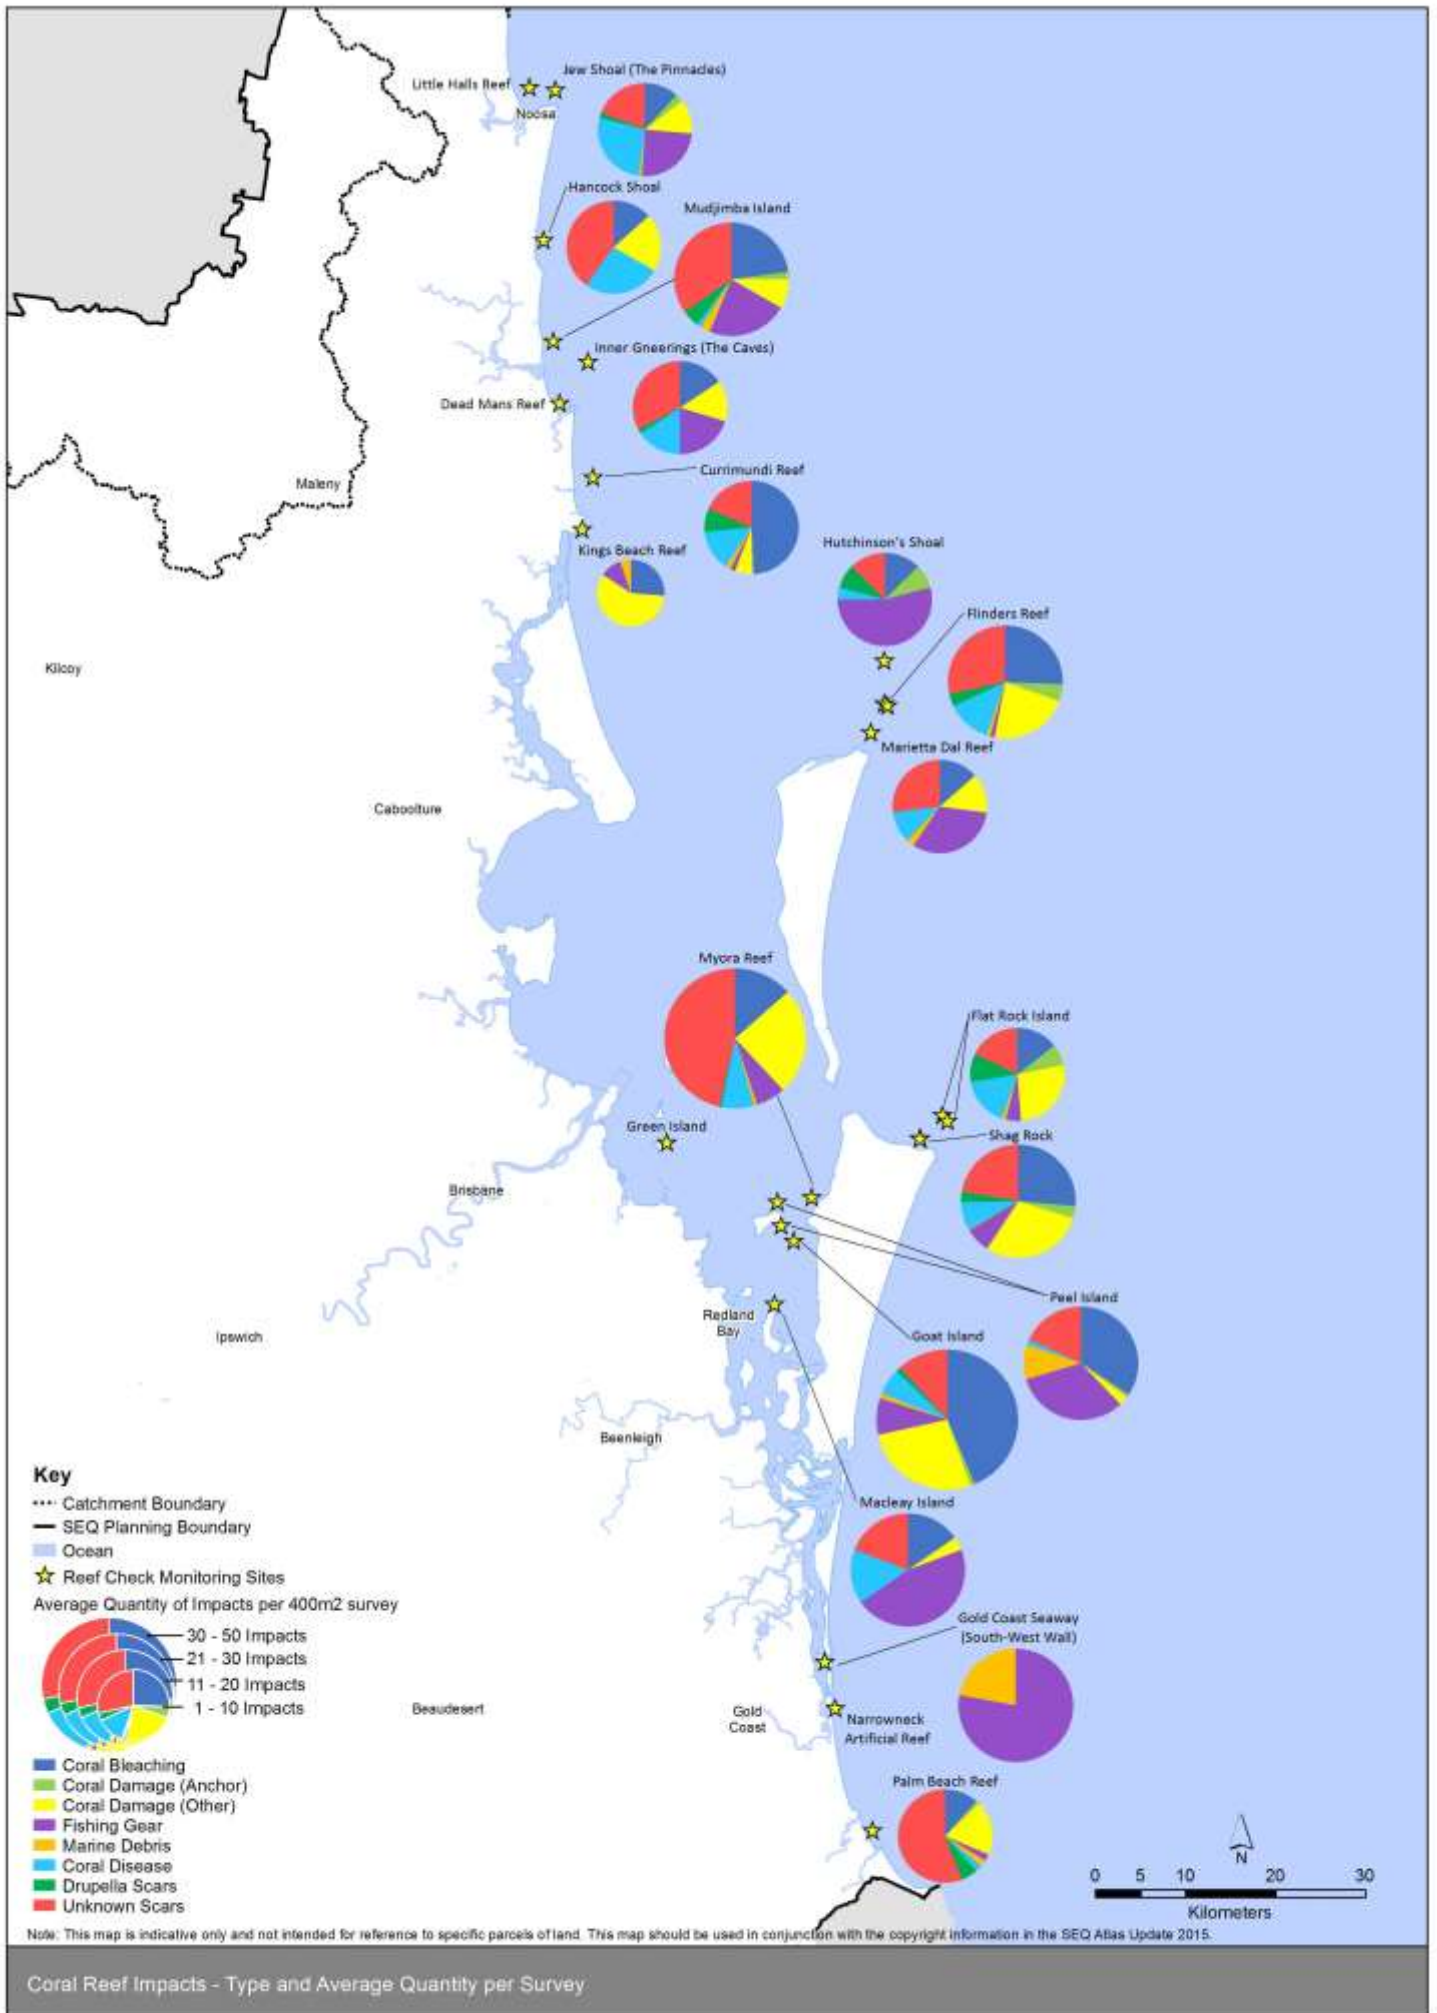 Jew Shoal (The Pinnacles)
Little Halls Reef
Noosa
Hancock Shoal
Mudjimba Island
Inner Gneerings (The Caves)
Dead Mans Reef
Currimundi Reef
Maleny
Kings Beach Reef
Hutchinson's Shoal
Flinders Reef
Kilcoy
Marietta Dal Reef
Caboolture
Myora Reef
Flat Rock Island
Green Island
Shag Rock
Brisbane
Peel Island
Redland
Bay
Ipswich
Goat Island
Beenleigh
Macleay Island
Gold Coast Seaway
(South-West Wall)
Beaudesert
Gold
Coast
Narrowneck
Artificial Reef
Palm Beach Reef
Key
Catchment Boundary
SEQ Planning Boundary
Ocean
Reef Check Monitoring Sites
Average Quantity of Impacts per 400m2 survey
30 - 50 Impacts
21 - 30 Impacts
11 - 20 Impacts
1 - 10 Impacts
Coral Bleaching
Coral Damage (Anchor)
Coral Damage (Other)
Fishing Gear
Marine Debris
Coral Disease
Drupella Scars
Unknown Scars
N
0 5 10 20 30
Kilometers
Note: This map is indicative only and not intended for reference to specific parcels of land. This map should be used in conjunction with the copyright information in the SEQ Atlas Update 2015.
Coral Reef Impacts - Type and Average Quantity per Survey